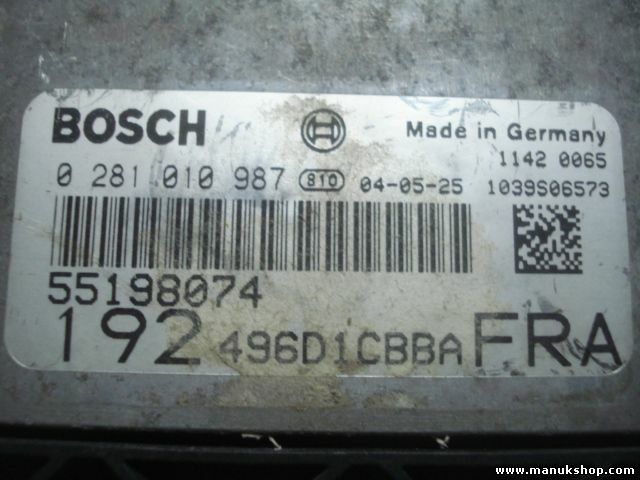 BOSCH
Made in Germany
1142 0065
0 281 010 987 810 04-05-25 1039S06573
55198074
192 496D1CBBA FRA
www.manukshop.com